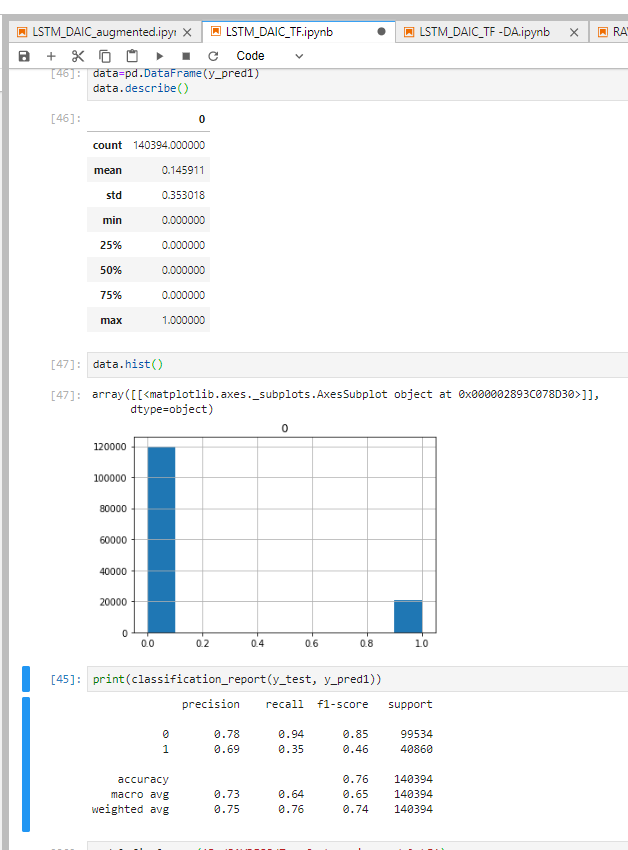 LSTM_DAIC_augmented.ipyr
LSTM_DAIC_TF.ipynb
LSTM_DAIC_TF -DA.ipynb
RA
Code
[46]: data=pd.DataFrame(y_pred1)
data.describe()
[46]: 0
count 140394.000000
mean 0.145911
std 0.353018
min 0.000000
25% 0.000000
50% 0.000000
75% 0.000000
max 1.000000
[47]: data.hist()
[47]: array([[<matplotlib.axes._subplots.AxesSubplot object at 0x000002893C078D30>]],
dtype=object)
0
120000
100000
80000
60000
40000
20000
0
0.0 0.2 0.4 0.6 0.8 1.0
[45]: print(classification_report(y_test, y_pred1))
precision recall f1-score support
0 0.78 0.94 0.85 99534
1 0.69 0.35 0.46 40860
accuracy 0.76 140394
macro avg 0.73 0.64 0.65 140394
weighted avg 0.75 0.76 0.74 140394